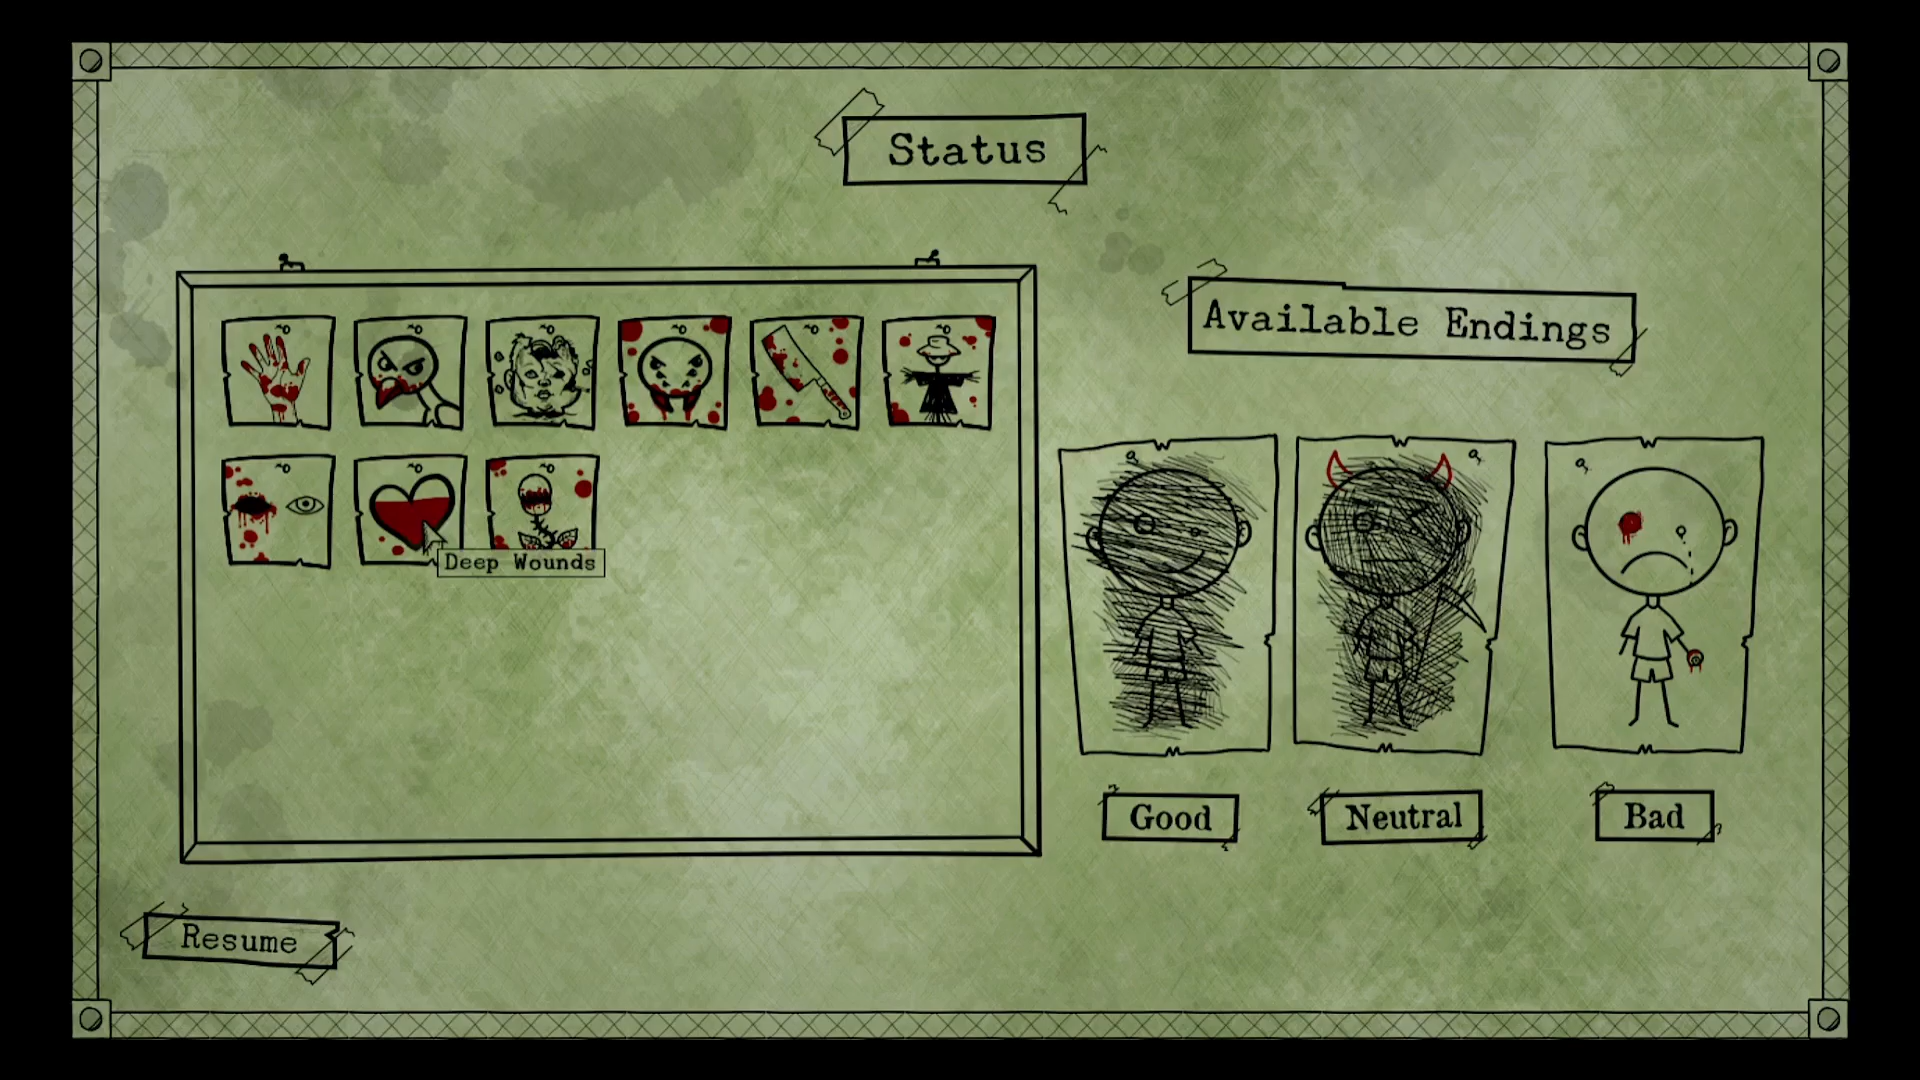 Status
Available Endings
Deep Wounds
Good
Neutral
Bad
Resume